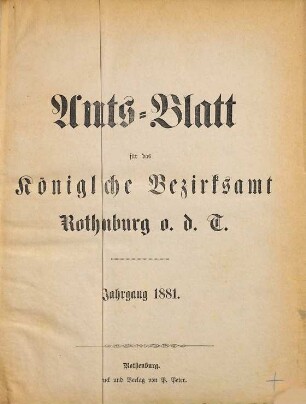 Amts=Blatt
für das
Königliche Bezirksamt
Rothenburg o. d. T.
Jahrgang 1881.
Rothenburg.
Druck und Verlag von P. Peter.